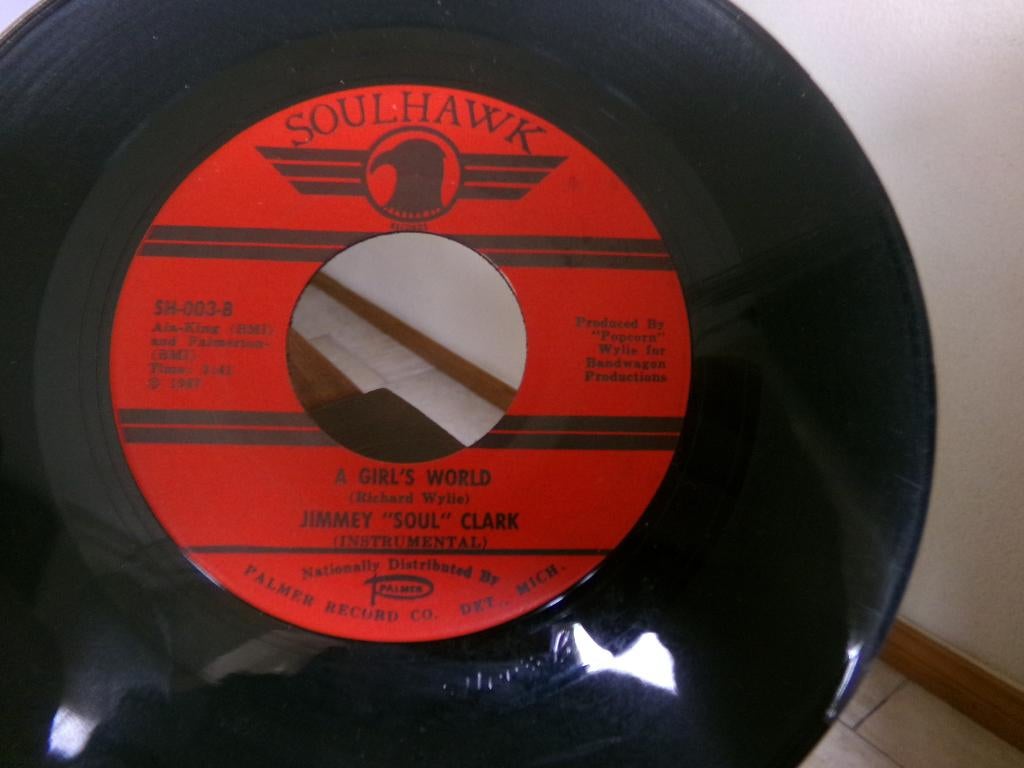 SOULHAWK
SH-003-B
Ala-King (BMI)
and Palmerton-
(BMI)
Time: 2:41
© 1967
Produced By
"Popcorn"
Wylie for
Bandwagon
Productions
A GIRL'S WORLD
(Richard Wylie)
JIMMEY "SOUL" CLARK
(INSTRUMENTAL)
Nationally Distributed By
PALMER
PALMER RECORD CO. DET., MICH.